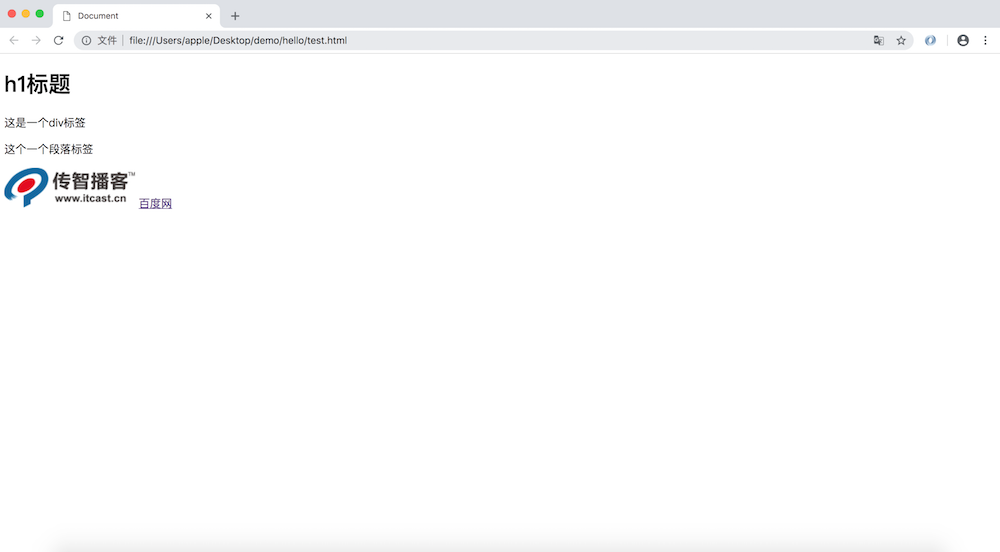 Document
文件 file:///Users/apple/Desktop/demo/hello/test.html
h1标题
这是一个div标签
这个一个段落标签
传智播客™
www.itcast.cn
百度网